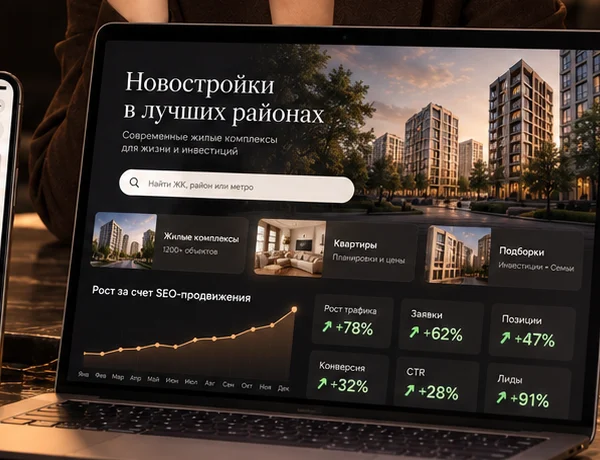 Новостройки
в лучших районах
Современные жилые комплексы
для жизни и инвестиций
Найти ЖК, район или метро
Жилые комплексы
1200+ объектов
Квартиры
Планировки и цены
Подборки
Инвестиции • Семьи
Рост за счет SEO-продвижения
Янв Фев Мар Апр Май Июн Июл Авг Сен Окт Ноя Дек
Рост трафика
+78%
Заявки
+62%
Позиции
+47%
Конверсия
+32%
CTR
+28%
Лиды
+91%